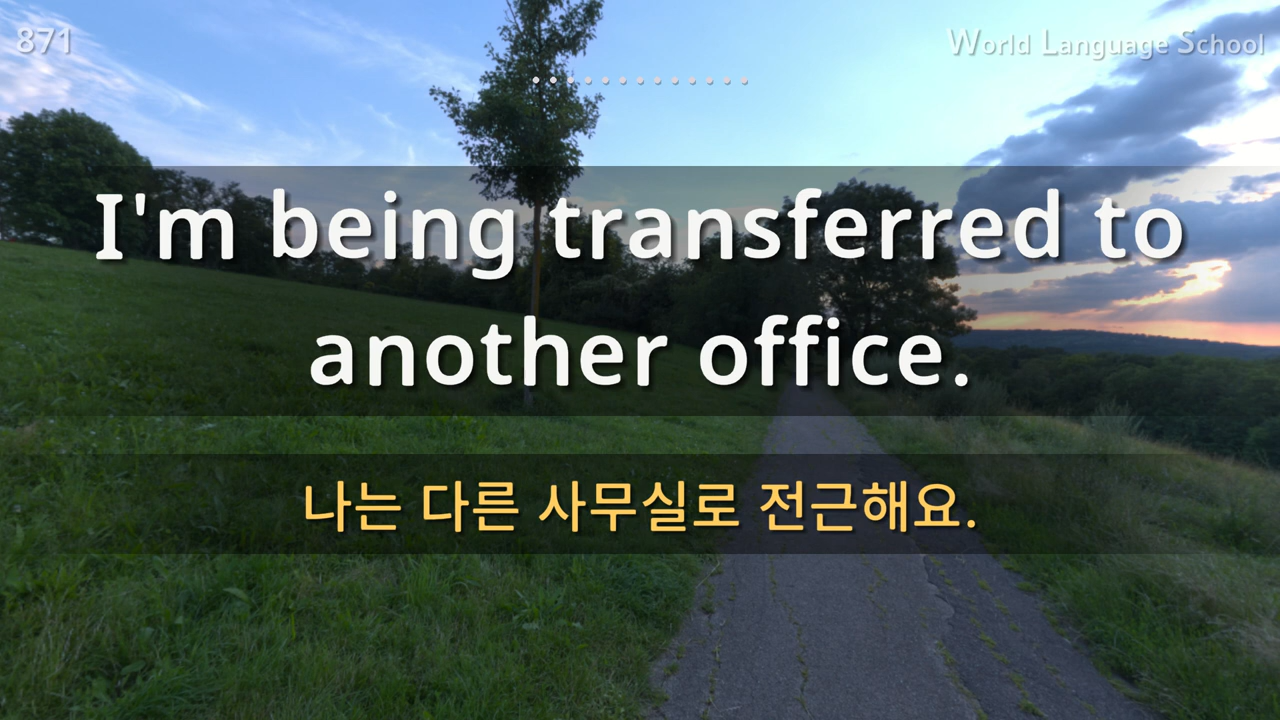 871
World Language School
I'm being transferred to
another office.
나는 다른 사무실로 전근해요.